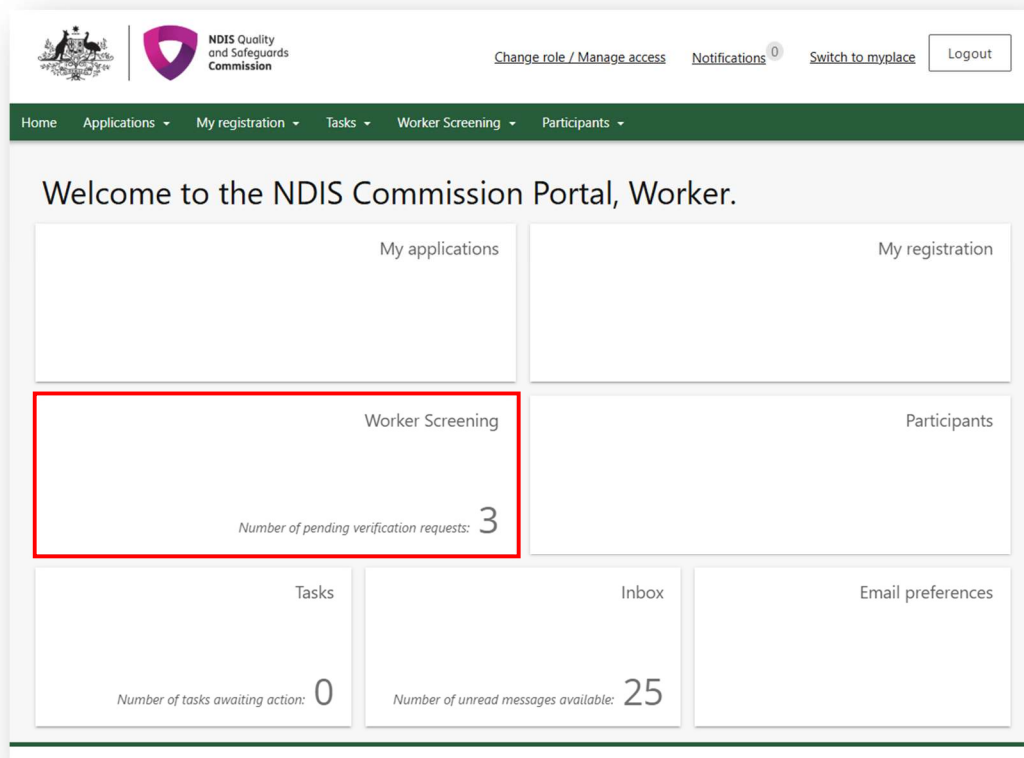 NDIS Quality
and Safeguards
Commission
Change role / Manage access
Notifications 0
Switch to myplace
Logout
Home
Applications
My registration
Tasks
Worker Screening
Participants
Welcome to the NDIS Commission Portal, Worker.
My applications
My registration
Worker Screening
Number of pending verification requests: 3
Participants
Tasks
Number of tasks awaiting action: 0
Inbox
Number of unread messages available: 25
Email preferences